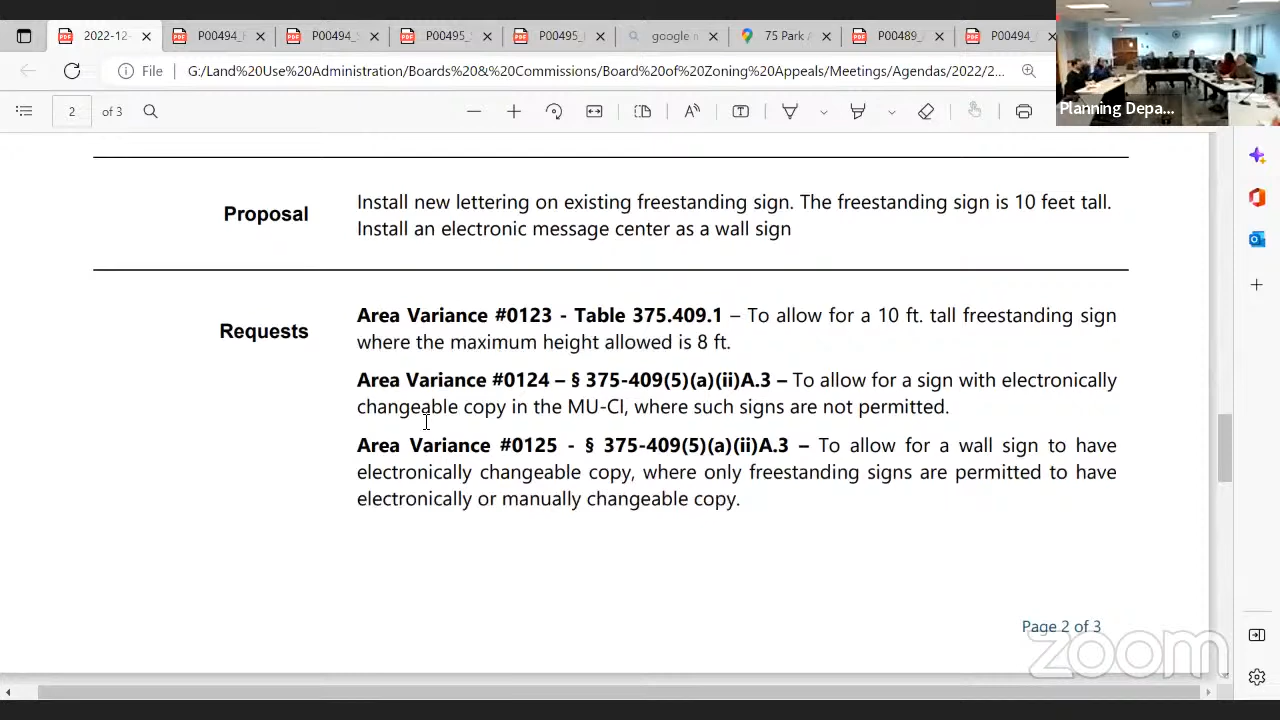 2022-12-
P00494_
P00494_
P00495_
P00495_
google m
75 Park
P00489_
P00494_
File G:/Land%20Use%20Administration/Boards%20&%20Commissions/Board%20of%20Zoning%20Appeals/Meetings/Agendas/2022/2...
2 of 3
Planning Depa...
Proposal
Install new lettering on existing freestanding sign. The freestanding sign is 10 feet tall.
Install an electronic message center as a wall sign
Requests
Area Variance #0123 - Table 375.409.1 – To allow for a 10 ft. tall freestanding sign
where the maximum height allowed is 8 ft.
Area Variance #0124 – § 375-409(5)(a)(ii)A.3 – To allow for a sign with electronically
changeable copy in the MU-CI, where such signs are not permitted.
Area Variance #0125 - § 375-409(5)(a)(ii)A.3 – To allow for a wall sign to have
electronically changeable copy, where only freestanding signs are permitted to have
electronically or manually changeable copy.
Page 2 of 3
zoom